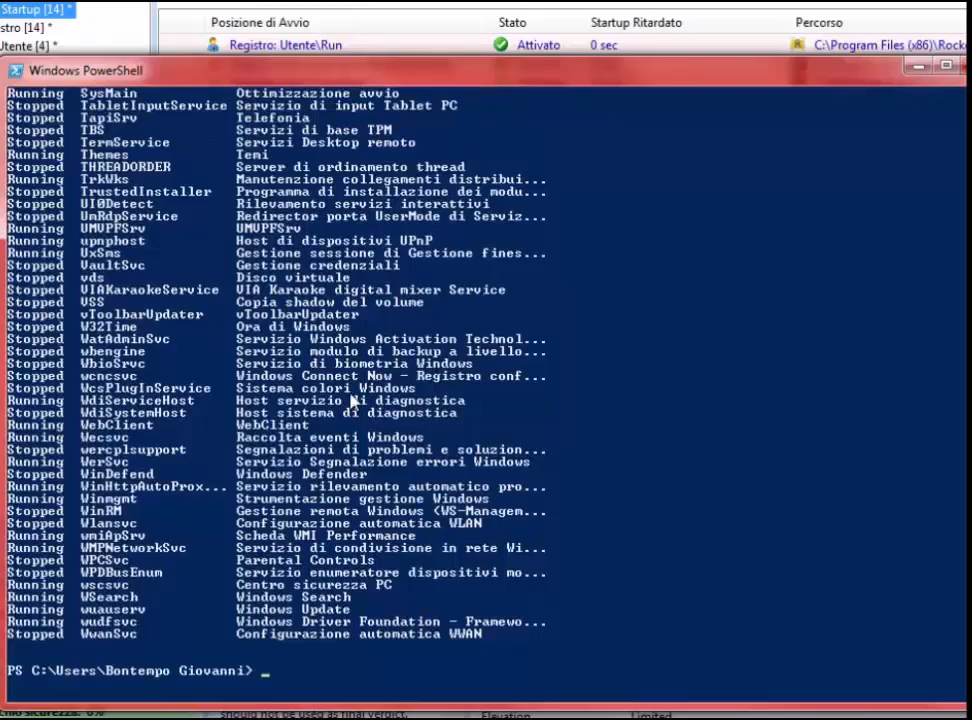 Startup [14] *
Posizione di Avvio Stato Startup Ritardato Percorso
stro [14] *
Utente [4] *
Registro: Utente\Run Attivato 0 sec C:\Program Files (x86)\Rock
Windows PowerShell
Running SysMain Ottimizzazione avvio
Stopped TabletInputService Servizio di input Tablet PC
Stopped TapiSrv Telefonia
Stopped TBS Servizi di base TPM
Stopped TermService Servizi Desktop remoto
Running Themes Temi
Stopped THREADORDER Server di ordinamento thread
Running TrkWks Manutenzione collegamenti distribui...
Stopped TrustedInstaller Programma di installazione dei modu...
Stopped UI0Detect Rilevamento servizi interattivi
Stopped UmRdpService Redirector porta UserMode di Serviz...
Running UMVPFSrv UMVPFSrv
Running upnphost Host di dispositivi UPnP
Running UxSms Gestione sessione di Gestione fines...
Stopped VaultSvc Gestione credenziali
Stopped vds Disco virtuale
Stopped VIAKaraokeService VIA Karaoke digital mixer Service
Stopped VSS Copia shadow del volume
Stopped vToolbarUpdater vToolbarUpdater
Stopped W32Time Ora di Windows
Stopped WatAdminSvc Servizio Windows Activation Technol...
Stopped wbengine Servizio modulo di backup a livello...
Stopped WbioSrvc Servizio di biometria Windows
Stopped wcncsvc Windows Connect Now - Registro conf...
Stopped WcsPlugInService Sistema colori Windows
Running WdiServiceHost Host servizio di diagnostica
Stopped WdiSystemHost Host sistema di diagnostica
Running WebClient WebClient
Running Wecsvc Raccolta eventi Windows
Stopped wercplsupport Segnalazioni di problemi e soluzion...
Running WerSvc Servizio Segnalazione errori Windows
Stopped WinDefend Windows Defender
Running WinHttpAutoProx... Servizio rilevamento automatico pro...
Running Winmgmt Strumentazione gestione Windows
Stopped WinRM Gestione remota Windows (WS-Managem...
Stopped Wlansvc Configurazione automatica WLAN
Running wmiApSrv Scheda WMI Performance
Running WMPNetworkSvc Servizio di condivisione in rete Wi...
Stopped WPCSvc Parental Controls
Stopped WPDBusEnum Servizio enumeratore dispositivi mo...
Running wscsvc Centro sicurezza PC
Running WSearch Windows Search
Running wuauserv Windows Update
Running wudfsvc Windows Driver Foundation - Framewo...
Stopped WwanSvc Configurazione automatica WWAN
PS C:\Users\Bontempo Giovanni> _
should not be used as final verdict. Elevation Limited